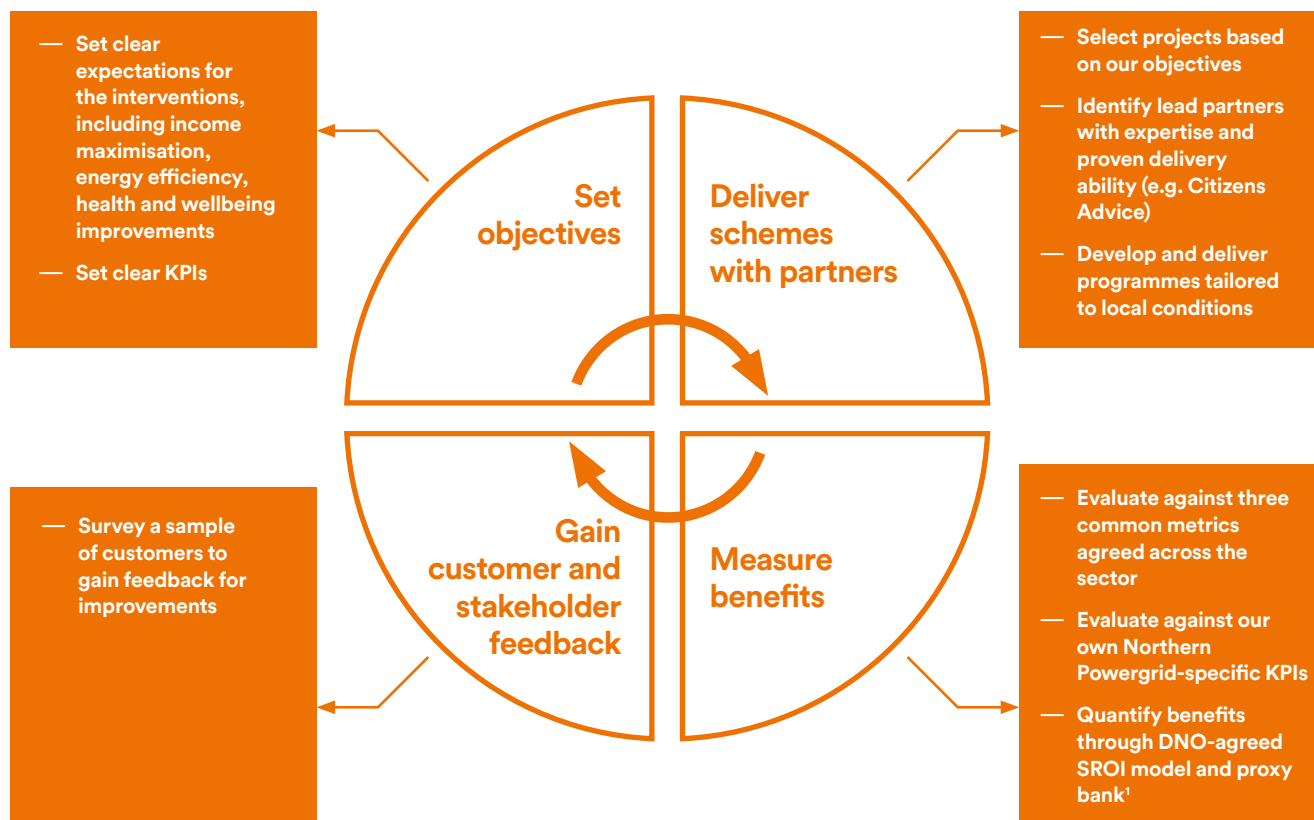 — Set clear
expectations for
the interventions,
including income
maximisation,
energy efficiency,
health and wellbeing
improvements
— Set clear KPIs
Set
objectives
Deliver
schemes
with partners
— Select projects based
on our objectives
— Identify lead partners
with expertise and
proven delivery
ability (e.g. Citizens
Advice)
— Develop and deliver
programmes tailored
to local conditions
— Survey a sample
of customers to
gain feedback for
improvements
Gain
customer and
stakeholder
feedback
Measure
benefits
— Evaluate against three
common metrics
agreed across the
sector
— Evaluate against our
own Northern
Powergrid-specific KPIs
— Quantify benefits
through DNO-agreed
SROI model and proxy
bank¹